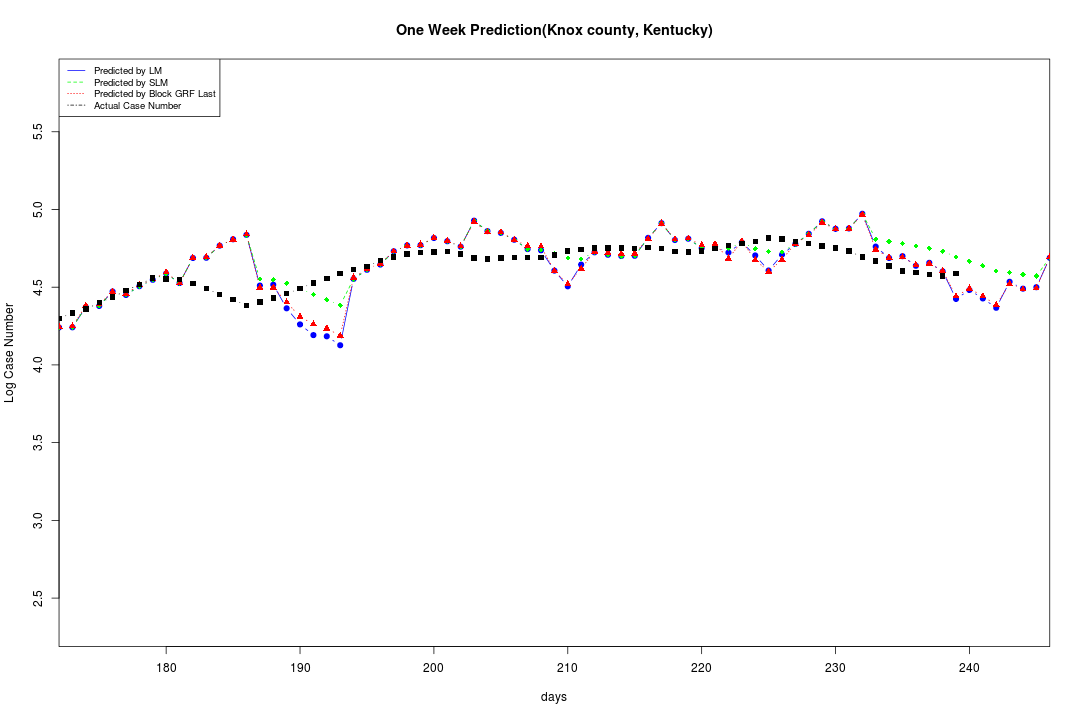 One Week Prediction(Knox county, Kentucky)
Predicted by LM
Predicted by SLM
Predicted by Block GRF Last
Actual Case Number
5.5
5.0
4.5
4.0
3.5
3.0
2.5
Log Case Number
180 190 200 210 220 230 240
days